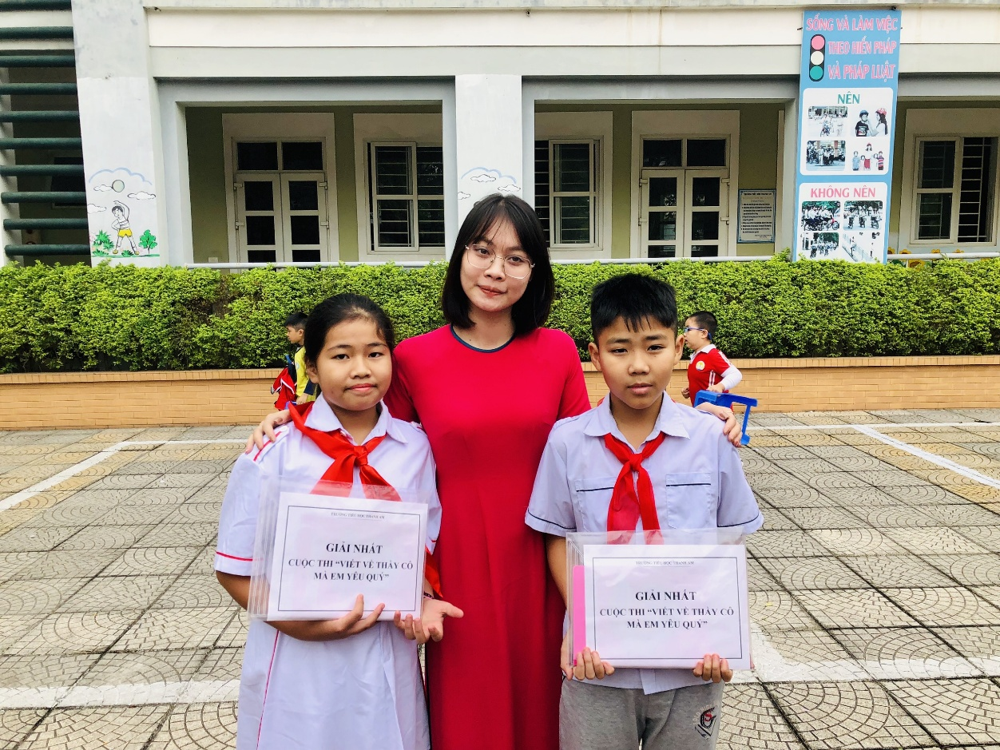 SỐNG VÀ LÀM VIỆC
THEO HIẾN PHÁP
VÀ PHÁP LUẬT
NÊN
KHÔNG NÊN
TRƯỜNG TIỂU HỌC THANH AM
GIẢI NHẤT
CUỘC THI “VIẾT VỀ THẦY CÔ
MÀ EM YÊU QUÝ”
TRƯỜNG TIỂU HỌC THANH AM
GIẢI NHẤT
CUỘC THI “VIẾT VỀ THẦY CÔ
MÀ EM YÊU QUÝ”